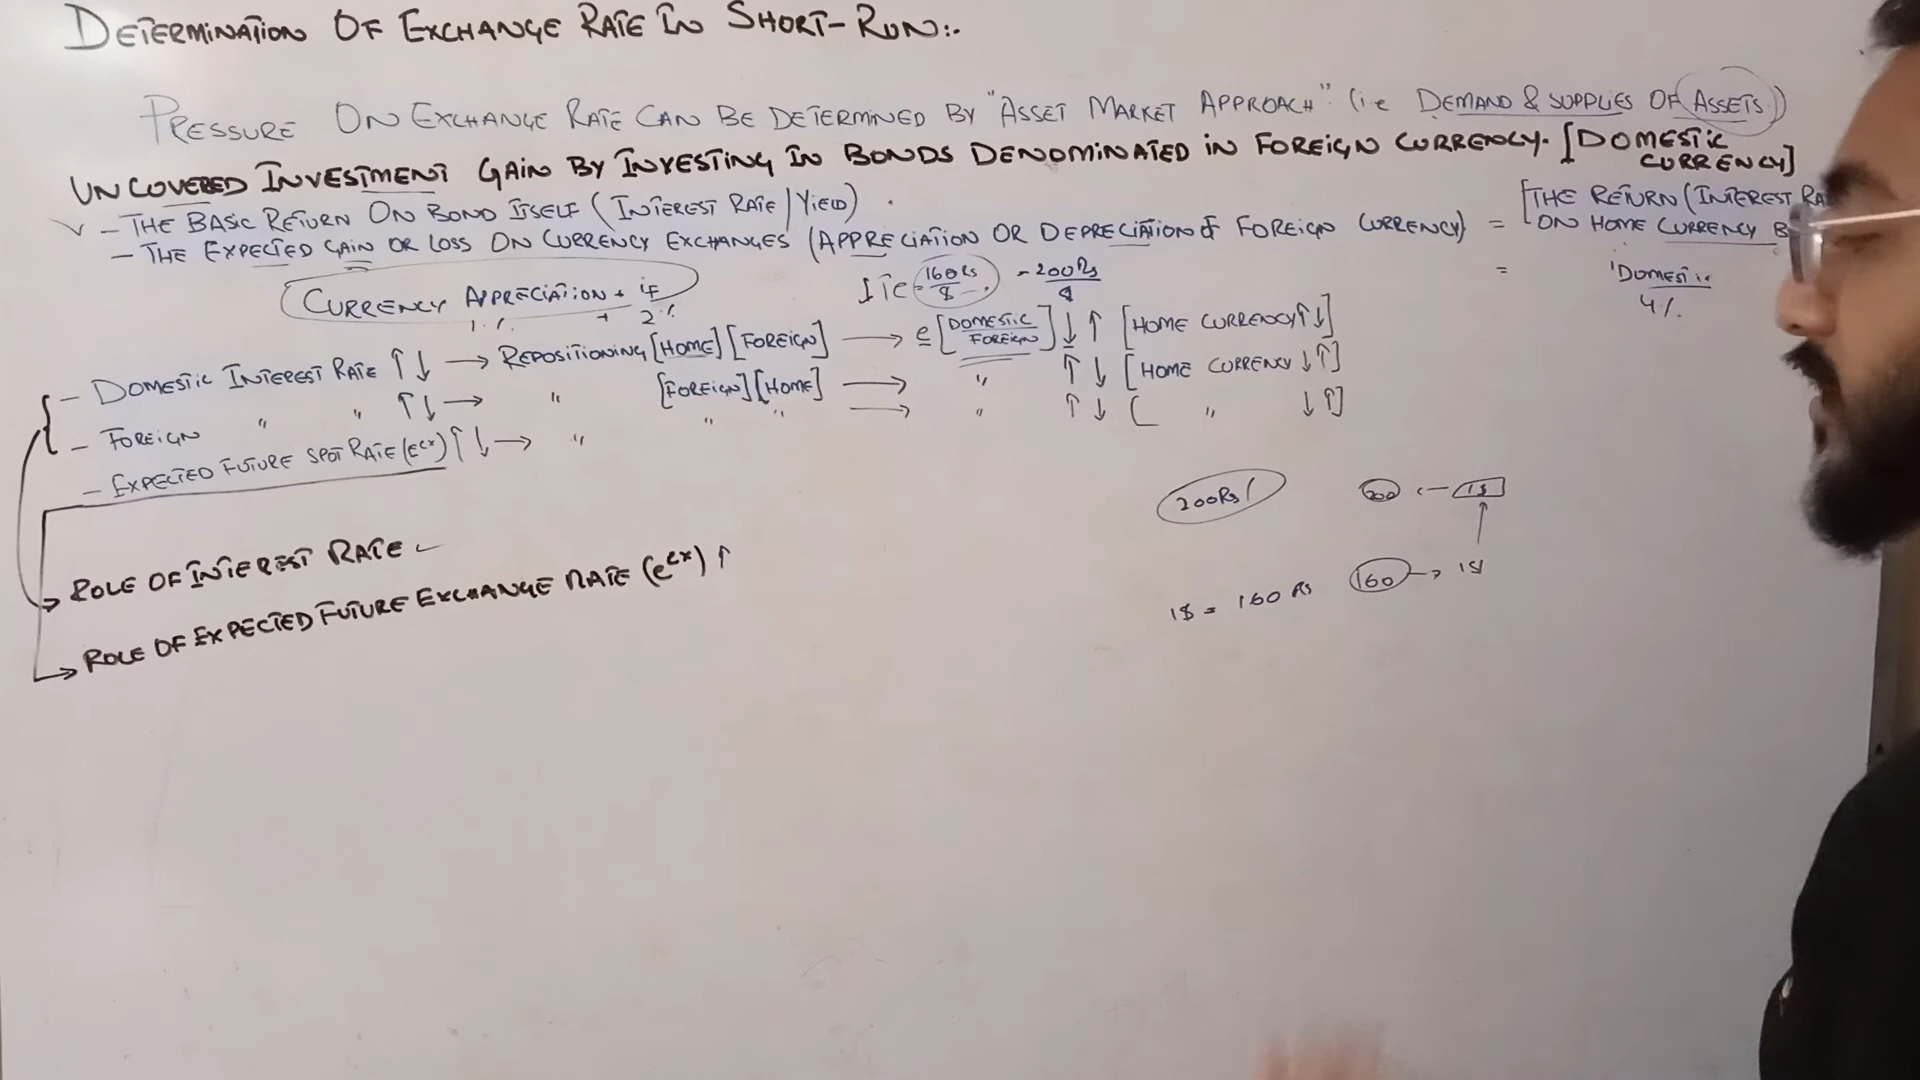 DETERMINATION OF EXCHANGE RATE IN SHORT-RUN:-
PRESSURE ON EXCHANGE RATE CAN BE DETERMINED BY "ASSET MARKET APPROACH" (i.e DEMAND & SUPPLIES OF ASSETS)
UNCOVERED INVESTMENT GAIN BY INVESTING IN BONDS DENOMINATED IN FOREIGN CURRENCY. [DOMESTIC CURRENCY]
- THE BASIC RETURN ON BOND ITSELF (INTEREST RATE / YIELD) .
[THE RETURN (INTEREST RA
- THE EXPECTED GAIN OR LOSS ON CURRENCY EXCHANGES (APPRECIATION OR DEPRECIATION OF FOREIGN CURRENCY) =
ON HOME CURRENCY B
CURRENCY APPRECIATION + if
1% + 2%
160Rs/$ - 200Rs/$
= DOMESTIC
4%
- DOMESTIC INTEREST RATE ↑↓ → REPOSITIONING [HOME][FOREIGN] → e [DOMESTIC/FOREIGN] ↓↑ [HOME CURRENCY ↑↓]
- FOREIGN " " ↑↓ → " [FOREIGN][HOME] → " ↑↓ [HOME CURRENCY ↓↑]
- EXPECTED FUTURE SPOT RATE (Eex) ↑↓ → " " " → " ↑↓ [ " ↓↑]
200Rs/
200 ← 1$
→ ROLE OF INTEREST RATE
→ ROLE OF EXPECTED FUTURE EXCHANGE RATE (eex) ↑
1$ = 160 Rs
160 → 1$